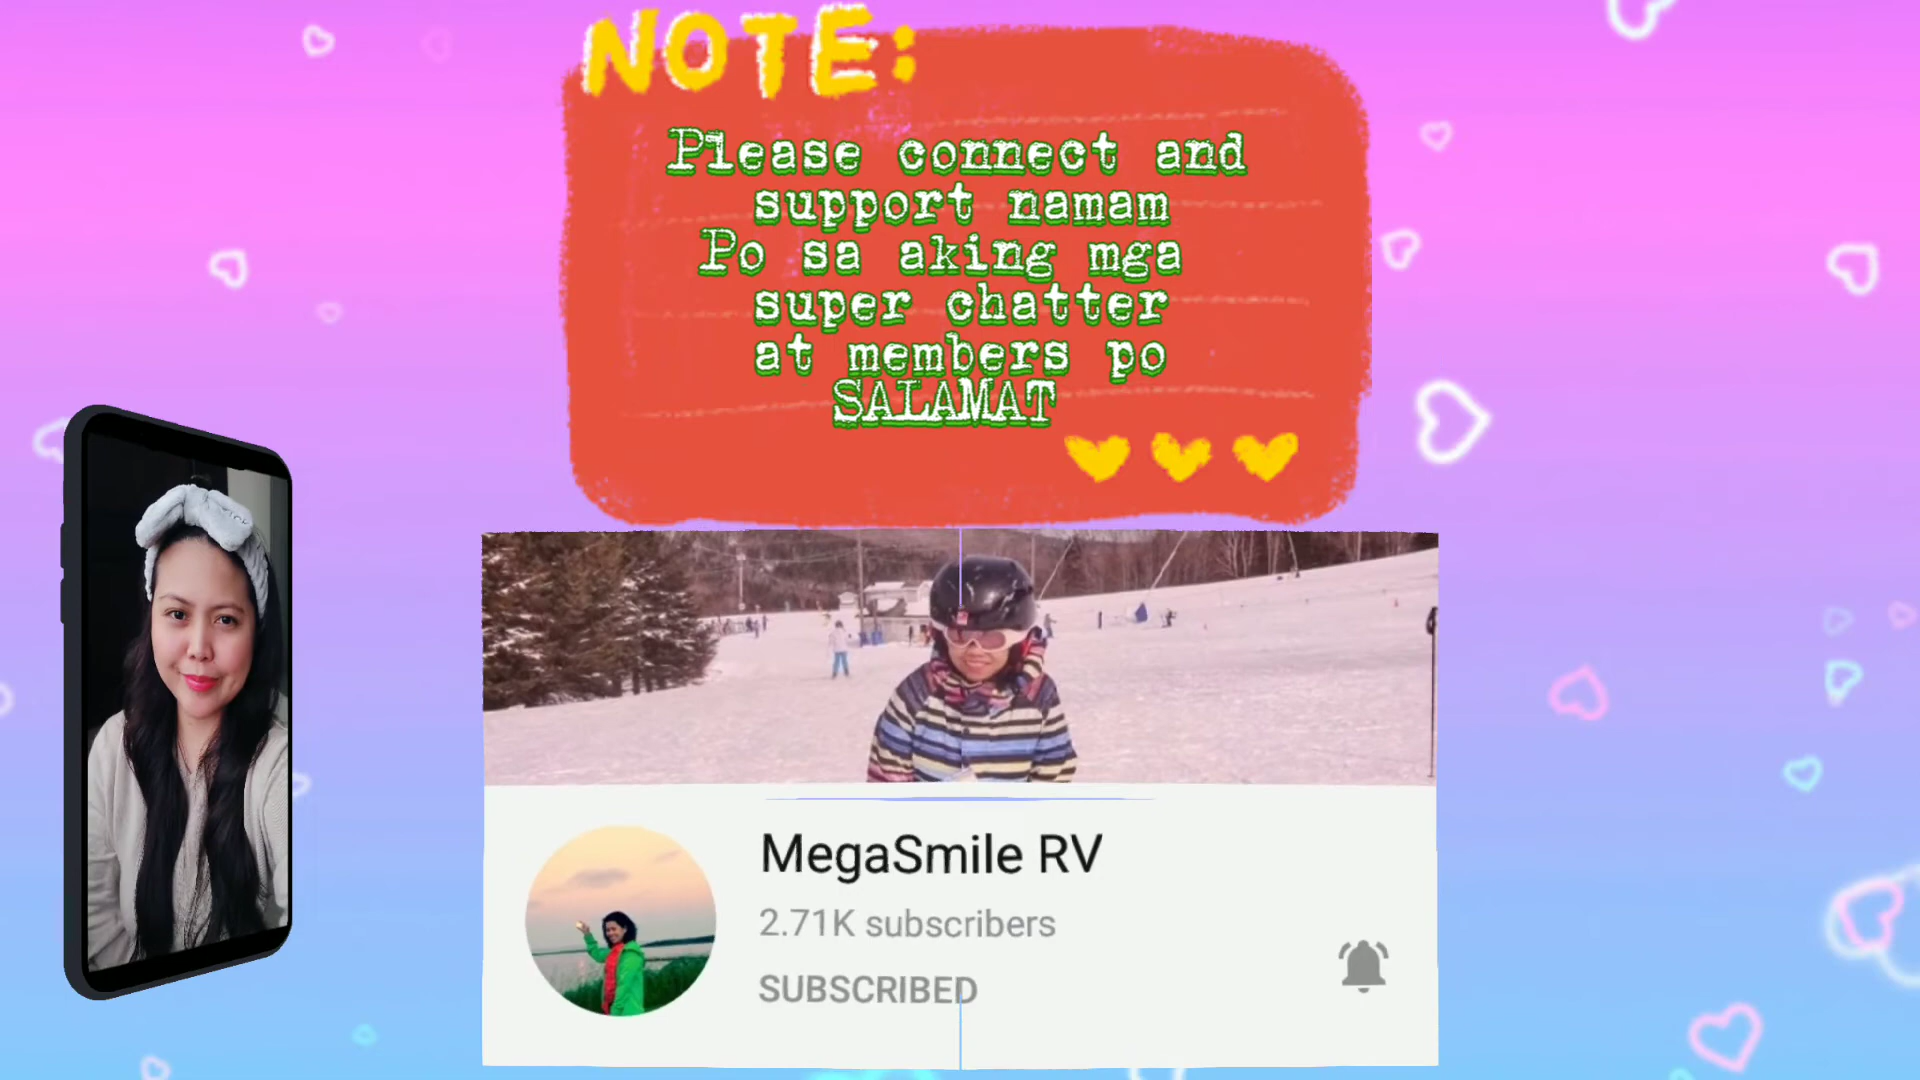 NOTE:
Please connect and
support namam
Po sa aking mga
super chatter
at members po
SALAMAT
MegaSmile RV
2.71K subscribers
SUBSCRIBED